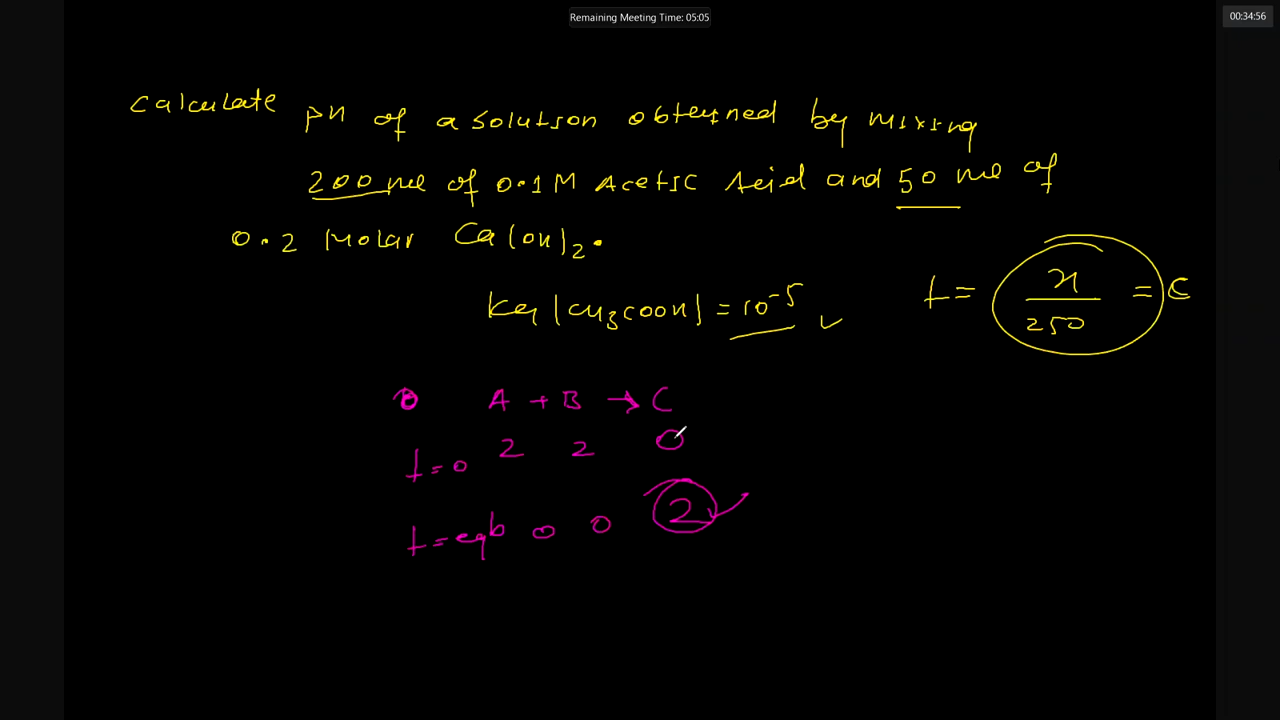 Remaining Meeting Time: 05:05
00:34:56
Calculate pH of a solution obtained by mixing
200 ml of 0.1M Acetic Acid and 50 ml of
0.2 Molar Ca(OH)2.
Ka (CH3COOH) = 10-5
t = x/250 = C
A + B → C
t=0 2 2 0
t=eqb 0 0 2